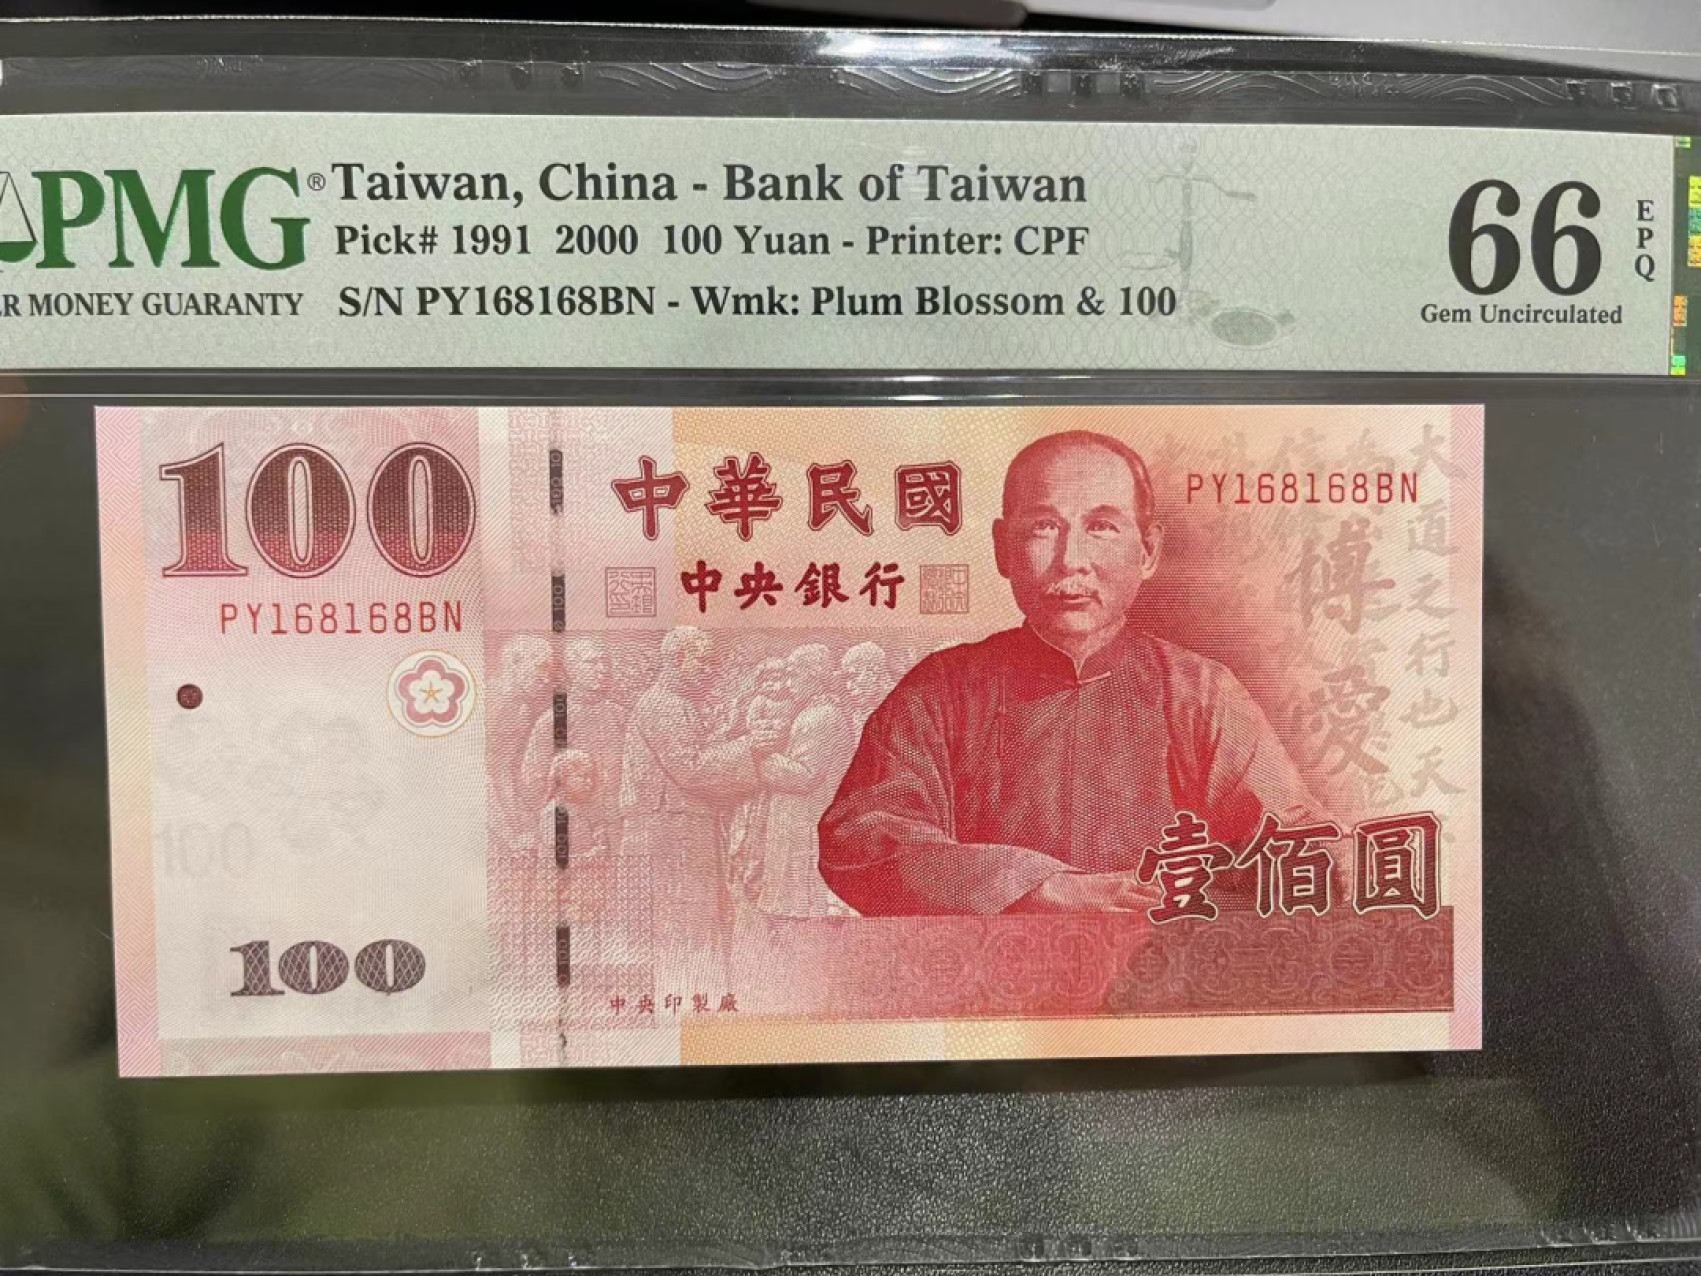 PMG®
R MONEY GUARANTY
Taiwan, China - Bank of Taiwan
Pick# 1991 2000 100 Yuan - Printer: CPF
S/N PY168168BN - Wmk: Plum Blossom & 100
66
EPQ
Gem Uncirculated
100
中華民國
PY168168BN
中央銀行
PY168168BN
博愛
大道之行也天
100
壹佰圓
100
中央印製廠